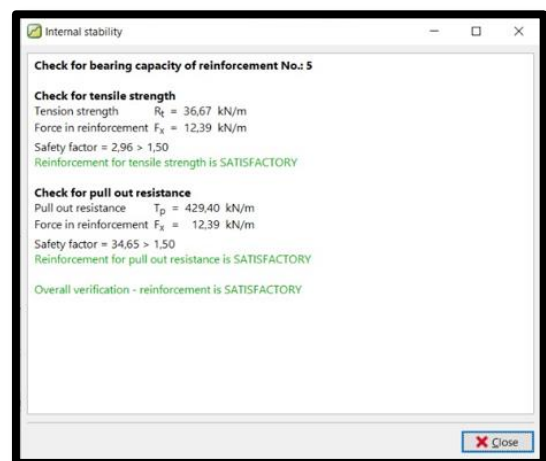 Internal stability
Check for bearing capacity of reinforcement No.: 5
Check for tensile strength
Tension strength Rt = 36,67 kN/m
Force in reinforcement Fx = 12,39 kN/m
Safety factor = 2,96 > 1,50
Reinforcement for tensile strength is SATISFACTORY
Check for pull out resistance
Pull out resistance Tp = 429,40 kN/m
Force in reinforcement Fx = 12,39 kN/m
Safety factor = 34,65 > 1,50
Reinforcement for pull out resistance is SATISFACTORY
Overall verification - reinforcement is SATISFACTORY
Close